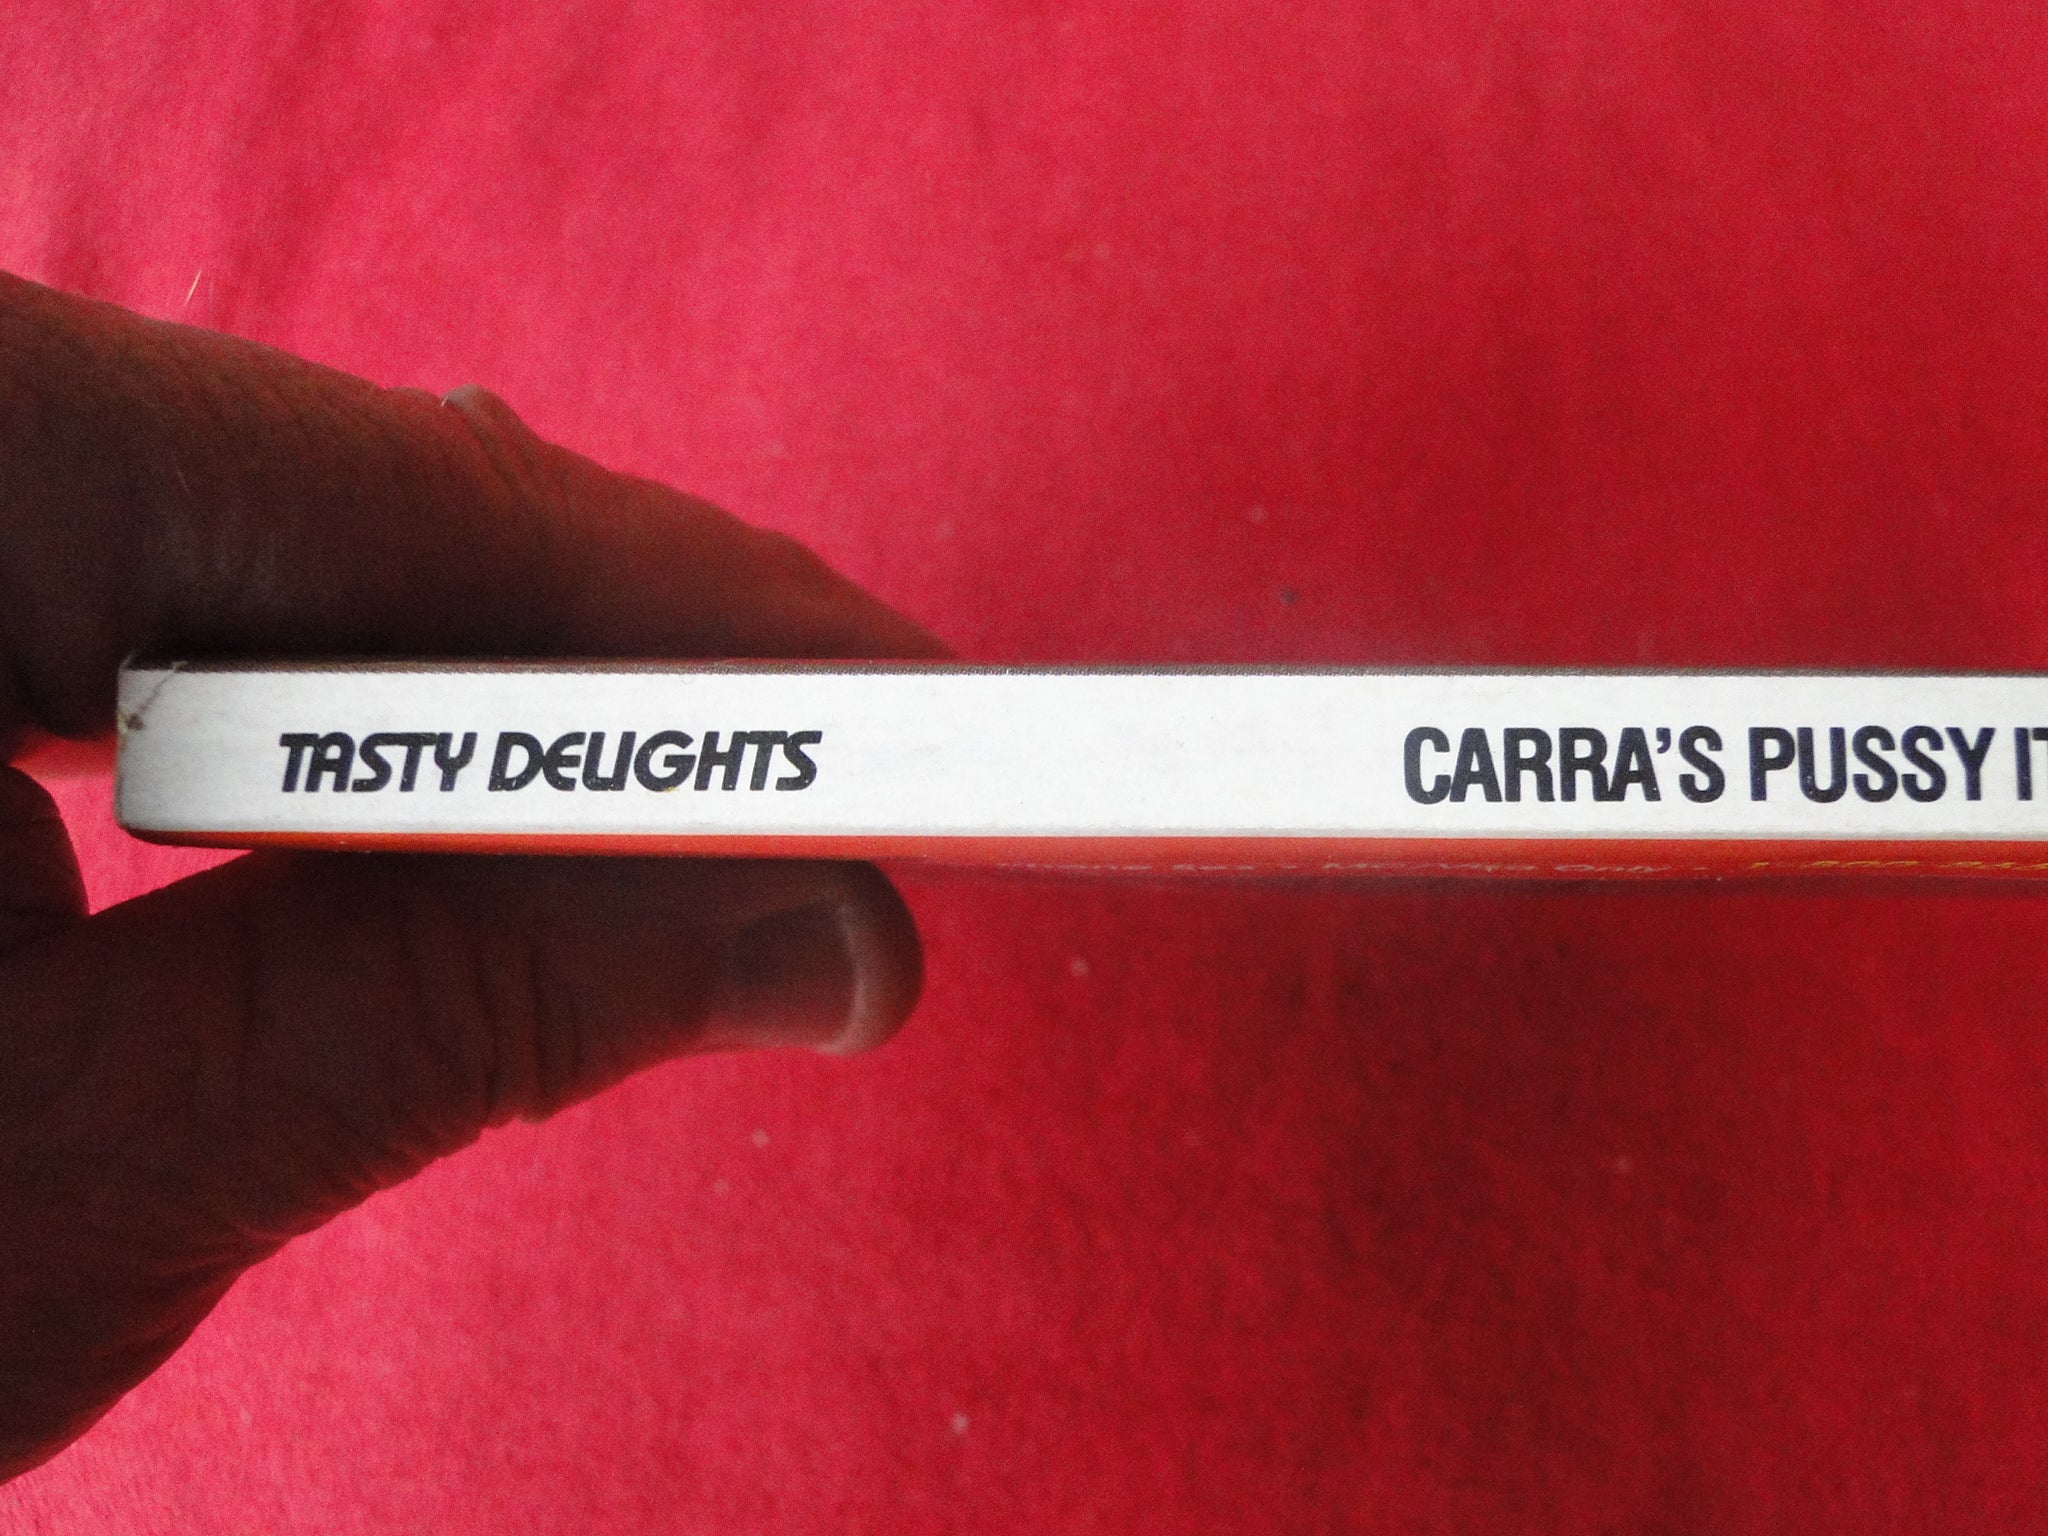 TASTY DELIGHTS
CARRA'S PUSSY IT